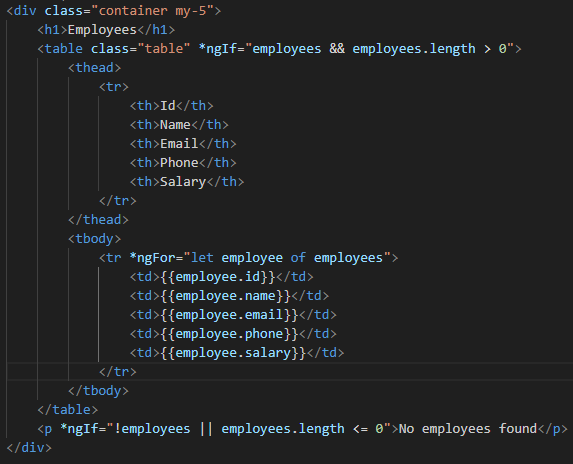 <div class="container my-5">
    <h1>Employees</h1>
    <table class="table" *ngIf="employees && employees.length > 0">
        <thead>
            <tr>
                <th>Id</th>
                <th>Name</th>
                <th>Email</th>
                <th>Phone</th>
                <th>Salary</th>
            </tr>
        </thead>
        <tbody>
            <tr *ngFor="let employee of employees">
                <td>{{employee.id}}</td>
                <td>{{employee.name}}</td>
                <td>{{employee.email}}</td>
                <td>{{employee.phone}}</td>
                <td>{{employee.salary}}</td>
            </tr>
        </tbody>
    </table>
    <p *ngIf="!employees || employees.length <= 0">No employees found</p>
</div>